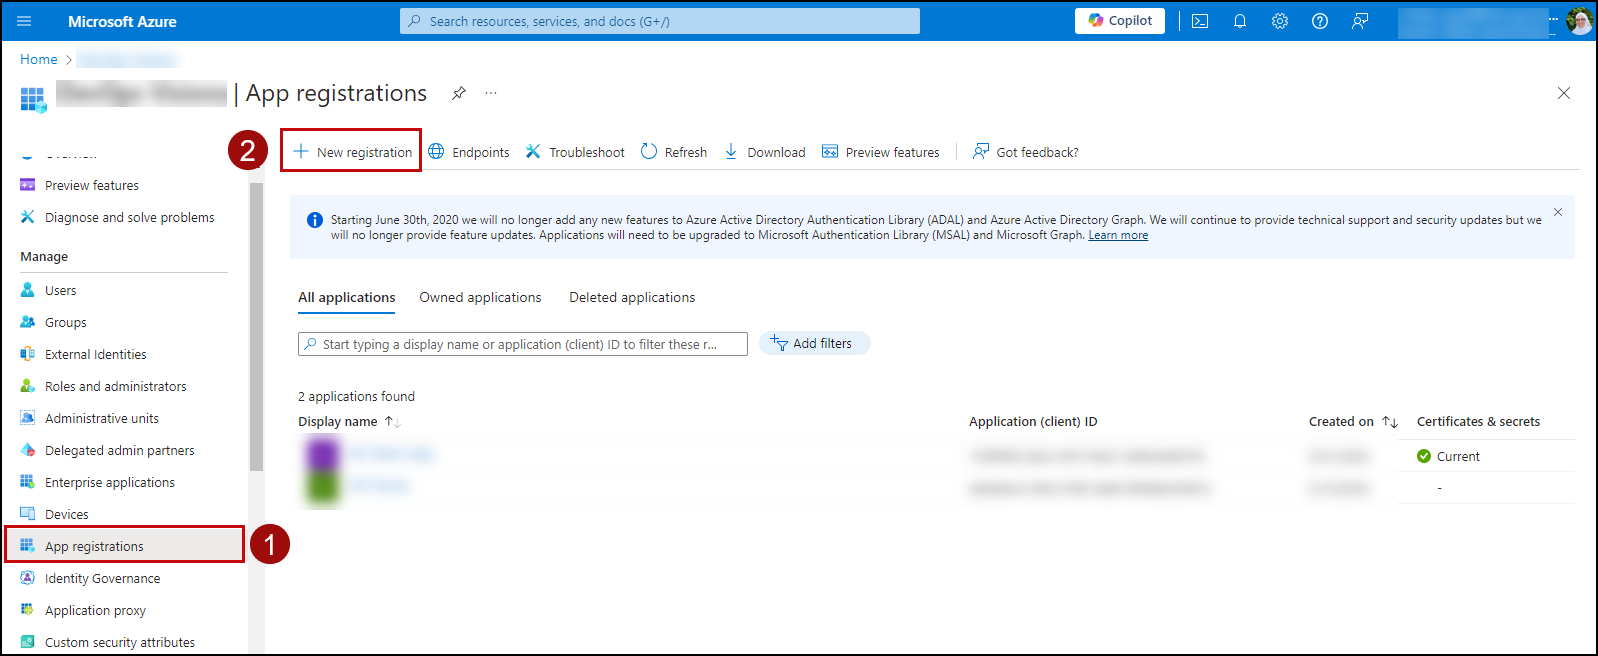 Microsoft Azure
Search resources, services, and docs (G+/)
Copilot
Home
| App registrations
2
New registration
Endpoints
Troubleshoot
Refresh
Download
Preview features
Got feedback?
Preview features
Diagnose and solve problems
Manage
Users
Groups
External Identities
Roles and administrators
Administrative units
Delegated admin partners
Enterprise applications
Devices
App registrations
1
Identity Governance
Application proxy
Custom security attributes
Starting June 30th, 2020 we will no longer add any new features to Azure Active Directory Authentication Library (ADAL) and Azure Active Directory Graph. We will continue to provide technical support and security updates but we
will no longer provide feature updates. Applications will need to be upgraded to Microsoft Authentication Library (MSAL) and Microsoft Graph. Learn more
All applications
Owned applications
Deleted applications
Start typing a display name or application (client) ID to filter these r...
Add filters
2 applications found
Display name
Application (client) ID
Created on
Certificates & secrets
Current
-